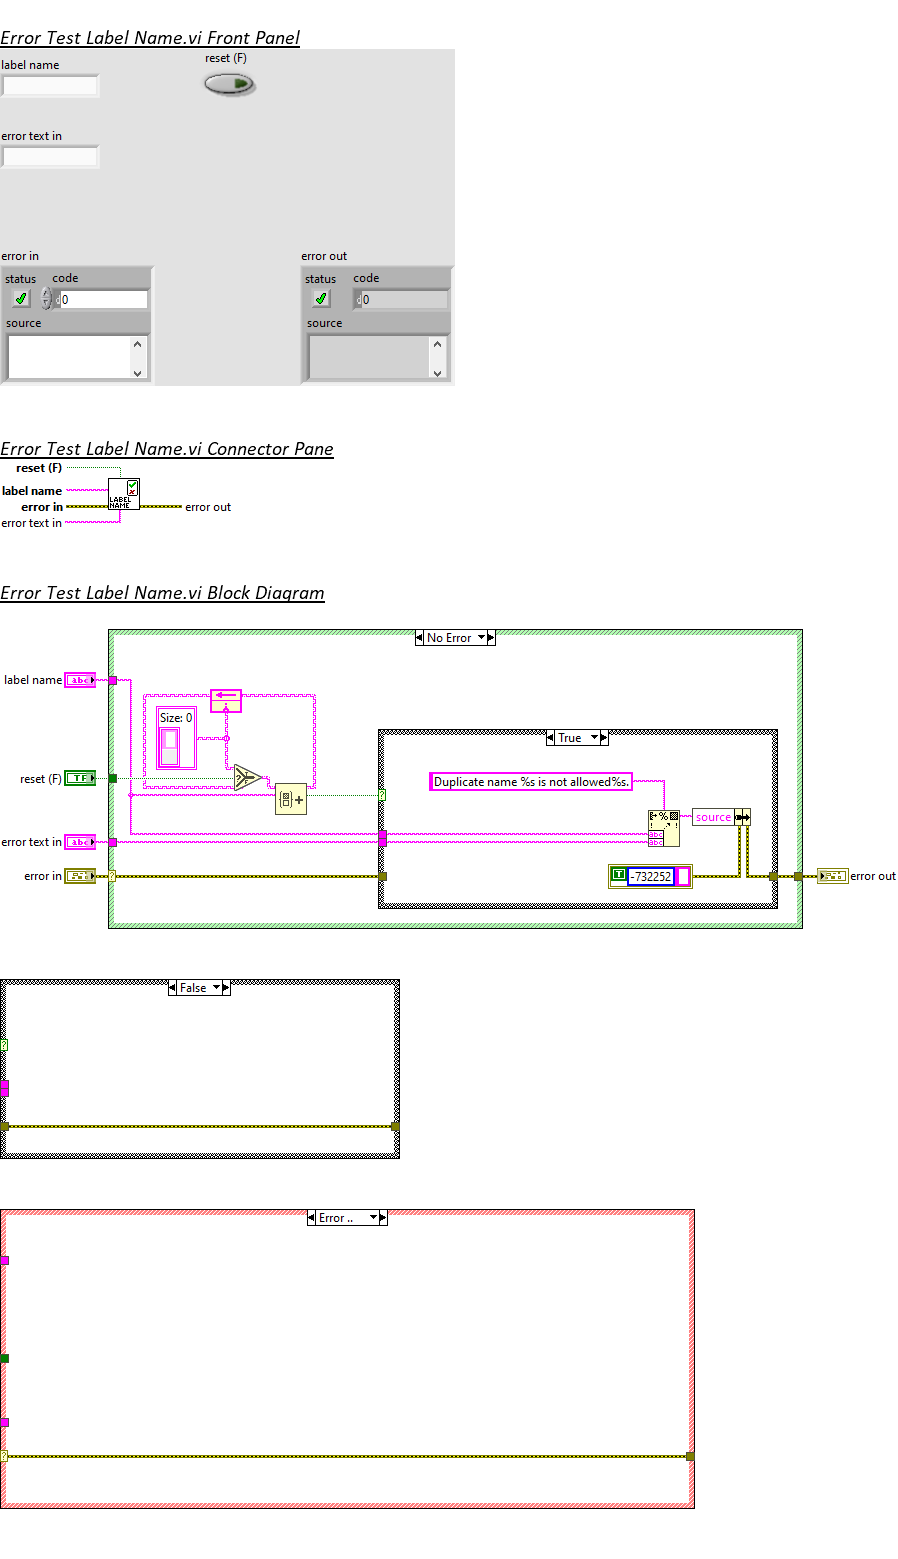 Error Test Label Name.vi Front Panel
label name
reset (F)
error text in
error in
error out
status code
0
source
status code
0
source
Error Test Label Name.vi Connector Pane
reset (F)
label name
error in
error text in
LABEL
NAME
error out
Error Test Label Name.vi Block Diagram
No Error
label name
abc
Size: 0
True
Duplicate name %s is not allowed%s.
reset (F)
TF
error text in
abc
source
abc
abc
error in
T
-732252
error out
False
Error ..